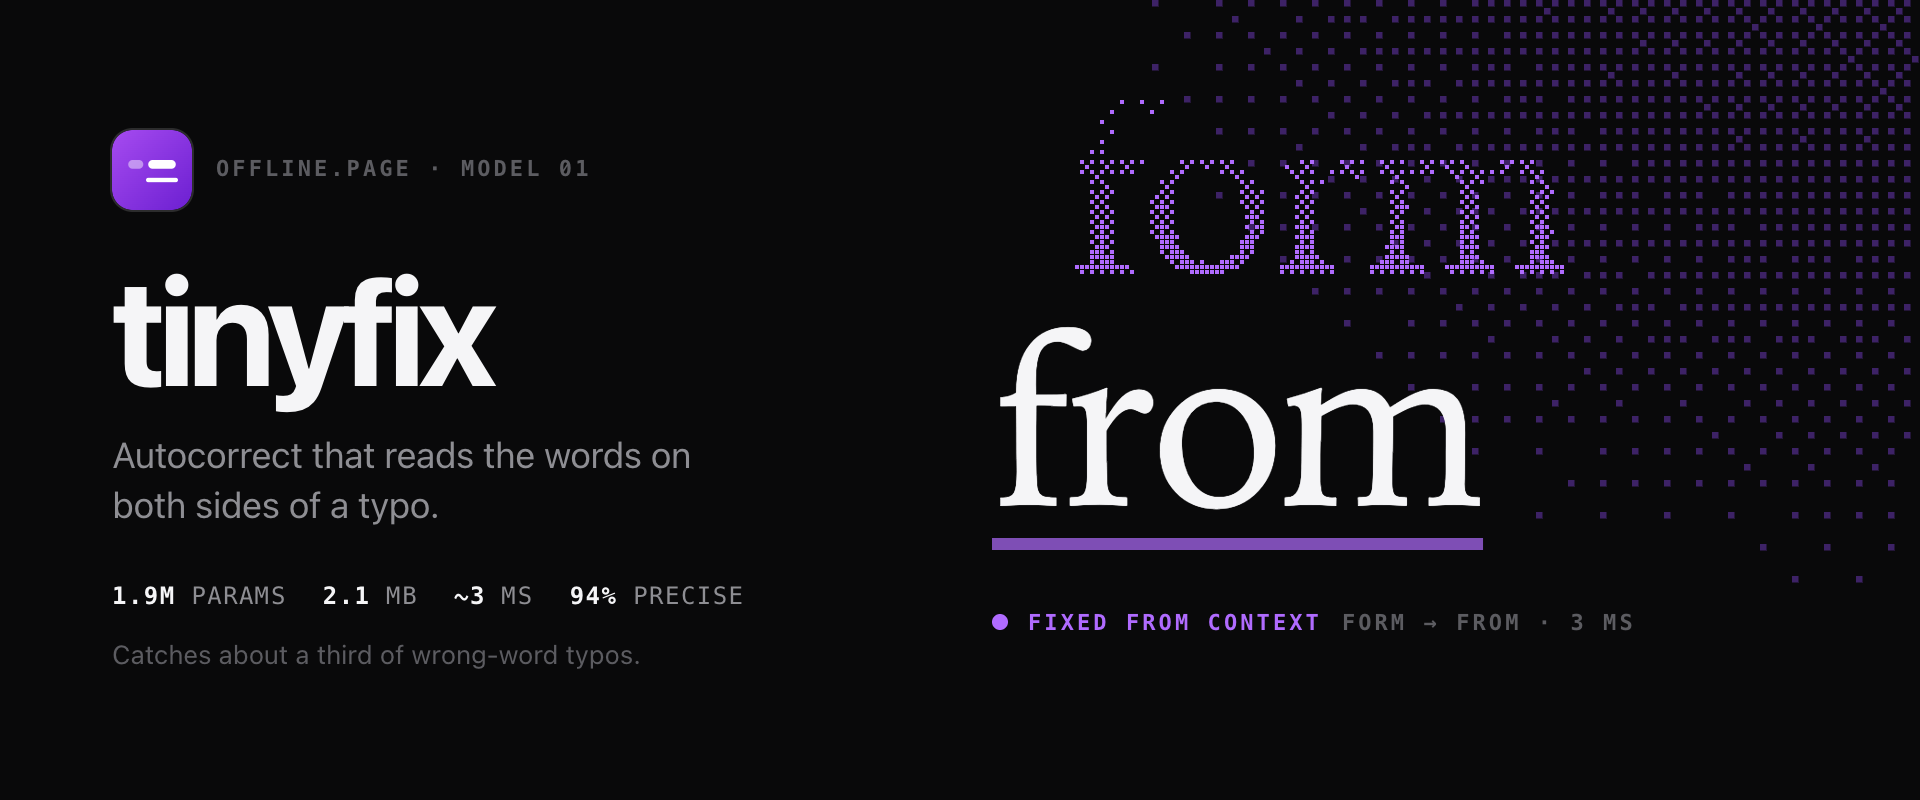 OFFLINE.PAGE · MODEL 01
tinyfix
Autocorrect that reads the words on
both sides of a typo.
1.9M PARAMS 2.1 MB ~3 MS 94% PRECISE
Catches about a third of wrong-word typos.
form
from
FIXED FROM CONTEXT FORM → FROM · 3 MS